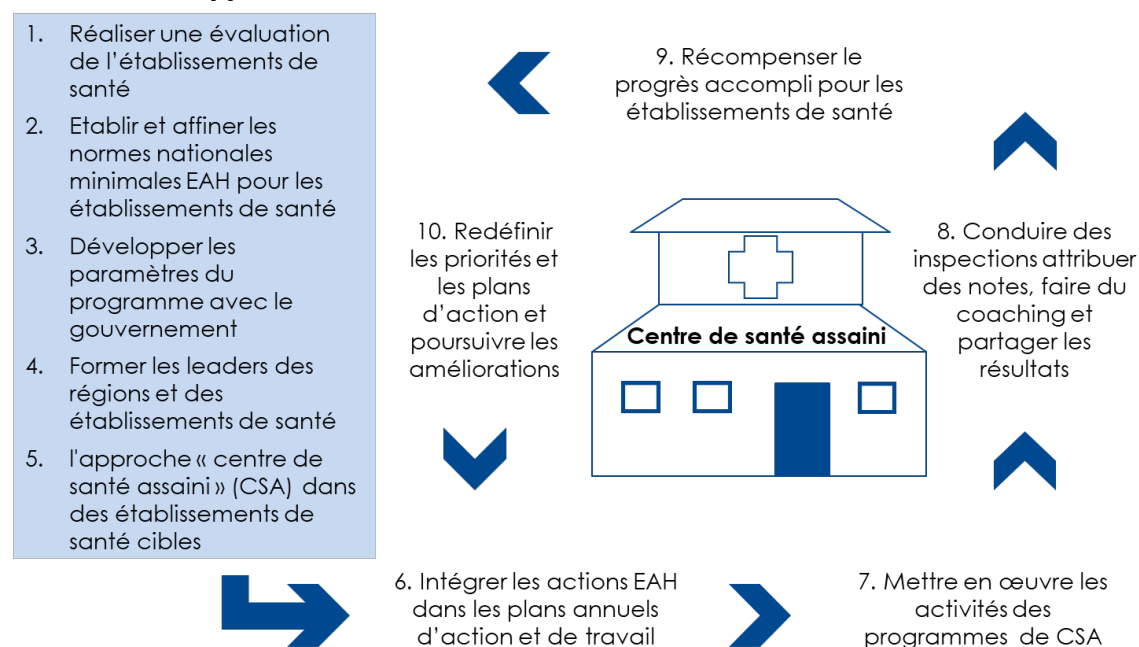 1. Réaliser une évaluation
de l’établissements de
santé
2. Etablir et affiner les
normes nationales
minimales EAH pour les
établissements de santé
3. Développer les
paramètres du
programme avec le
gouvernement
4. Former les leaders des
régions et des
établissements de santé
5. l'approche « centre de
santé assaini » (CSA) dans
des établissements de
santé cibles
6. Intégrer les actions EAH
dans les plans annuels
d’action et de travail
7. Mettre en œuvre les
activités des
programmes de CSA
8. Conduire des
inspections attribuer
des notes, faire du
coaching et
partager les
résultats
9. Récompenser le
progrès accompli pour les
établissements de santé
10. Redéfinir
les priorités et
les plans
d’action et
poursuivre les
améliorations
Centre de santé assaini